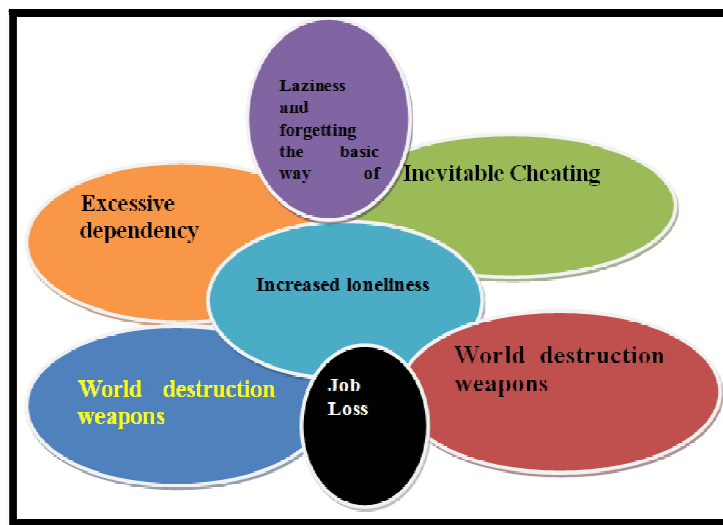 Laziness
and
forgetting
the basic
way of
Inevitable Cheating
Excessive
dependency
Increased loneliness
World destruction
weapons
World destruction
weapons
Job
Loss